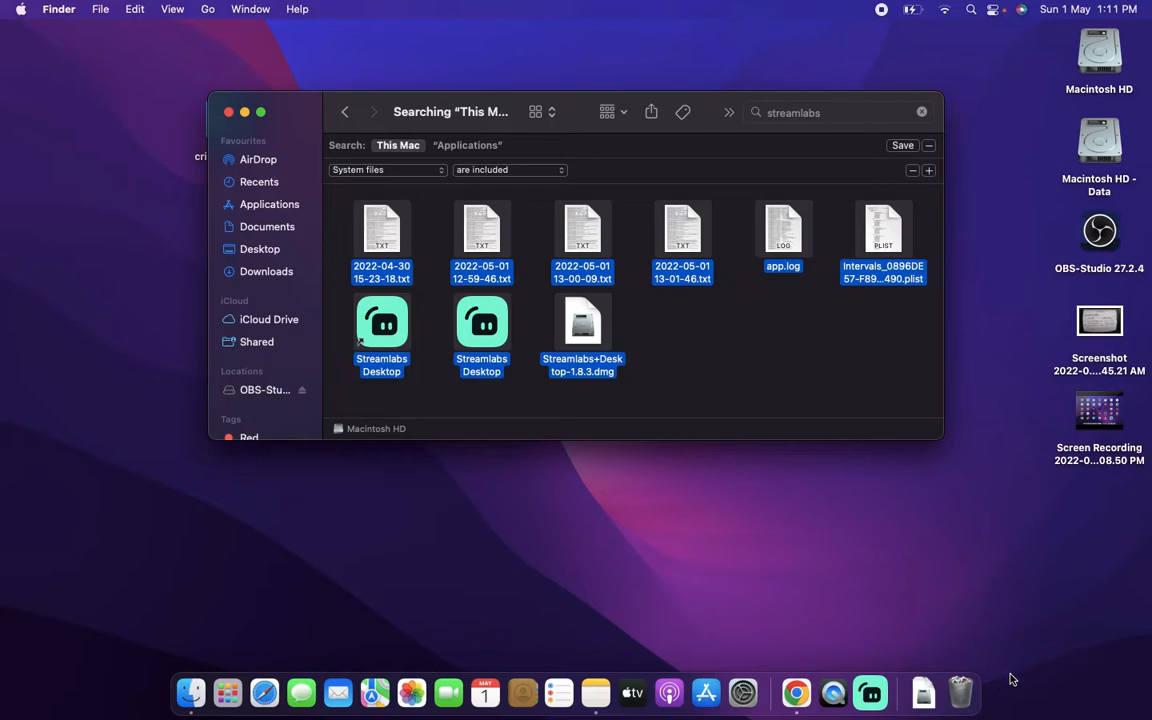 Finder File Edit View Go Window Help
Sun 1 May 1:11 PM
Macintosh HD
Macintosh HD -
Data
OBS-Studio 27.2.4
Screenshot
2022-0....45.21 AM
Screen Recording
2022-0...08.50 PM
cri
Searching “This M...
streamlabs
Search: This Mac “Applications” Save
System files are included
Favourites
AirDrop
Recents
Applications
Documents
Desktop
Downloads
iCloud
iCloud Drive
Shared
Locations
OBS-Stu...
Tags
Red
TXT TXT TXT TXT LOG PLIST
2022-04-30
15-23-18.txt
2022-05-01
12-59-46.txt
2022-05-01
13-00-09.txt
2022-05-01
13-01-46.txt
app.log
Intervals_0896DE
57-F89...490.plist
Streamlabs
Desktop
Streamlabs
Desktop
Streamlabs+Desk
top-1.8.3.dmg
Macintosh HD
MAY
1
tv